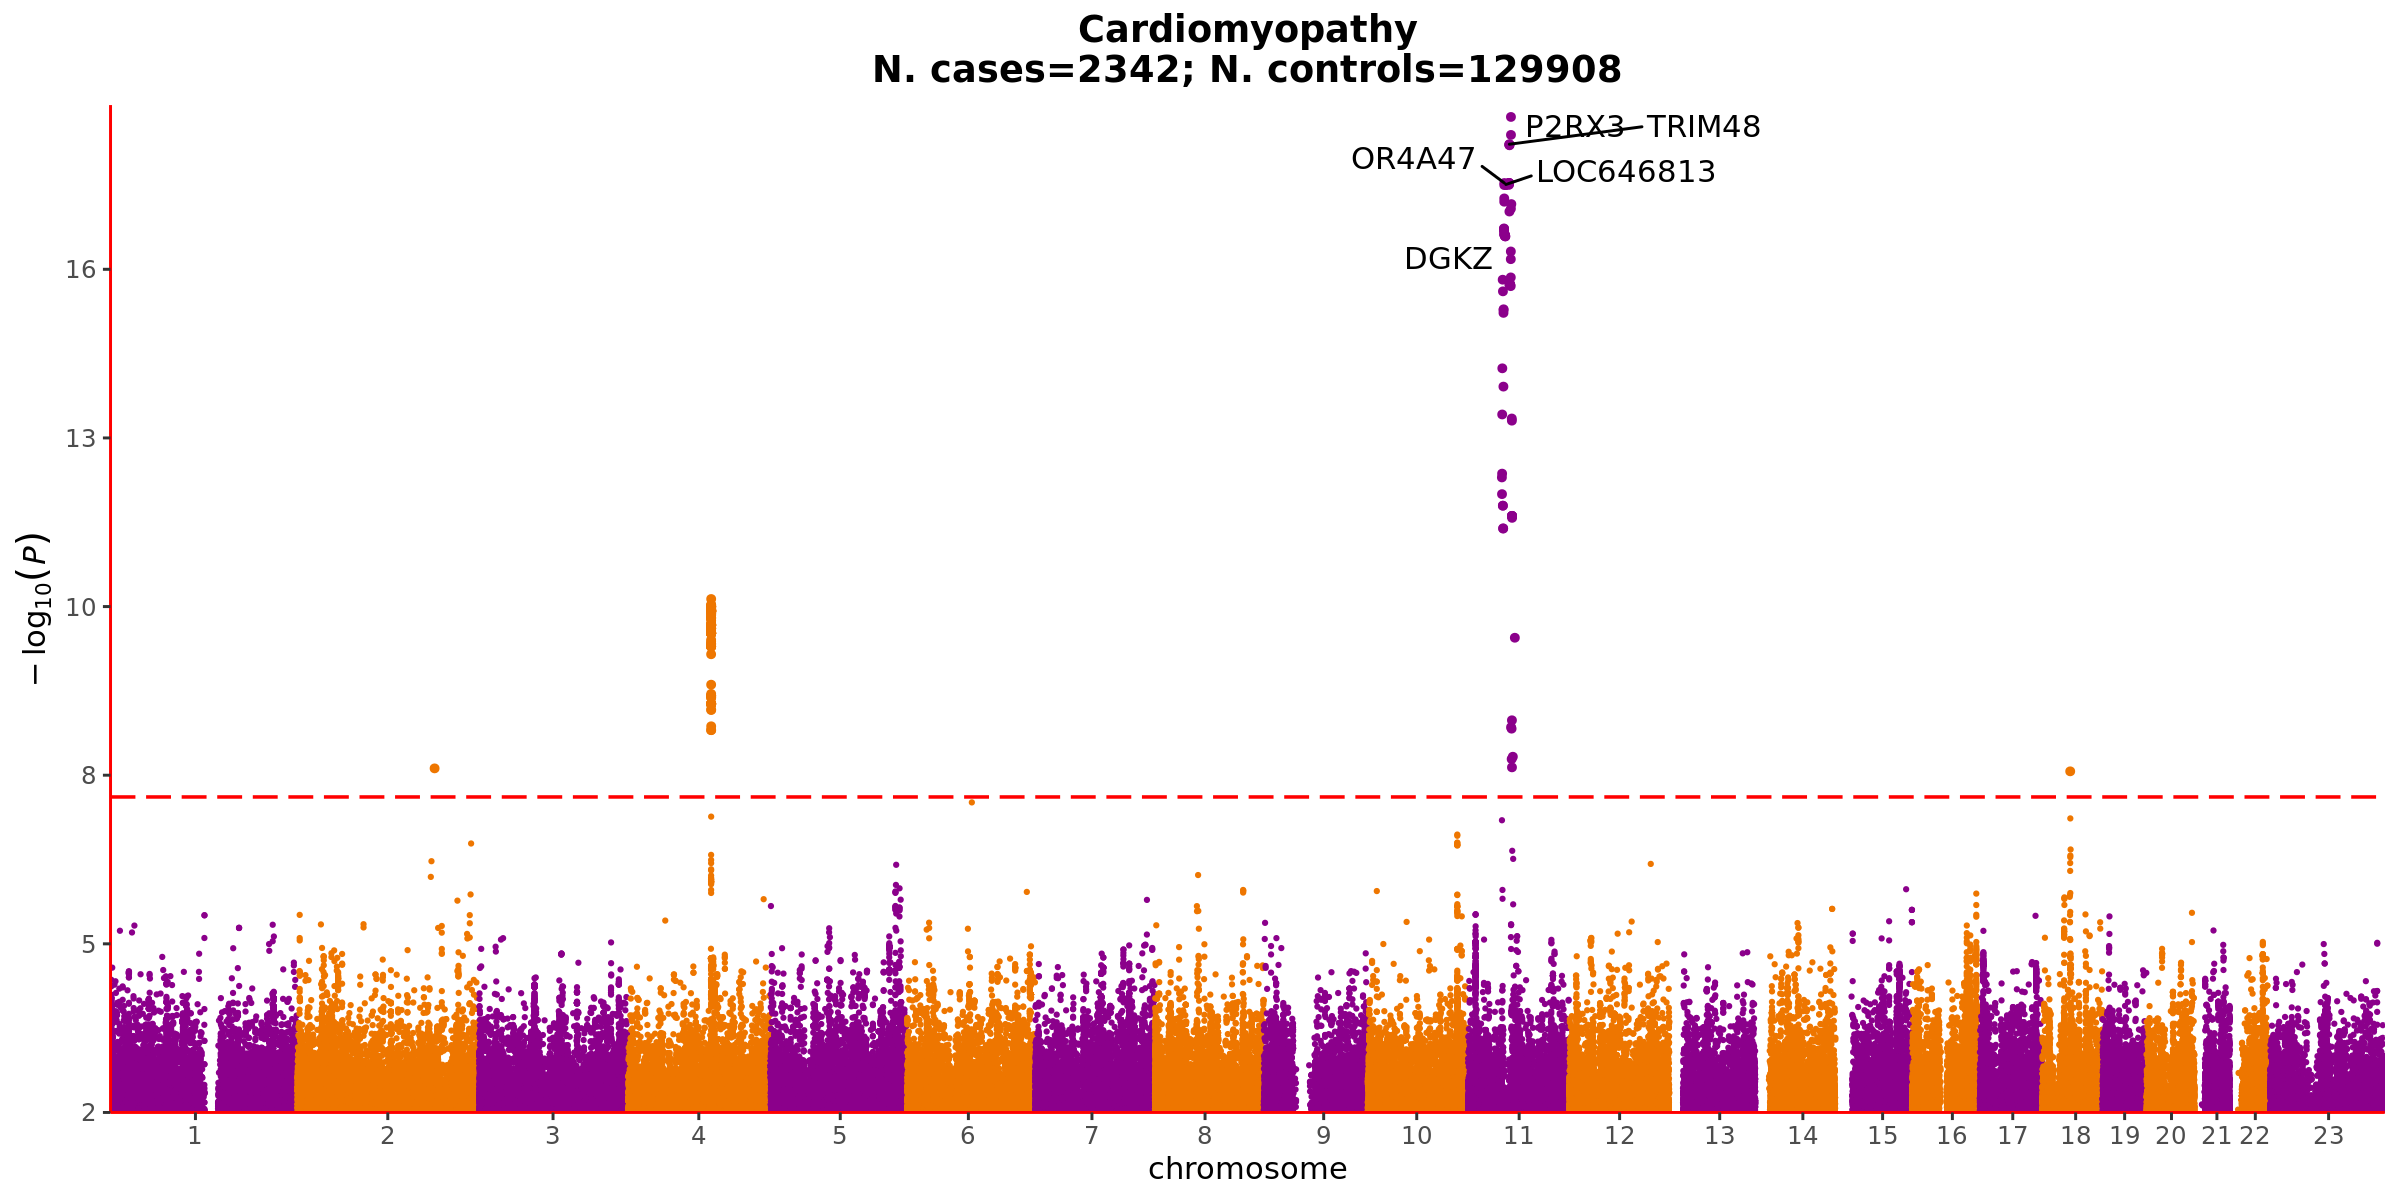 Cardiomyopathy
N. cases=2342; N. controls=129908
P2RX3 TRIM48
OR4A47
LOC646813
DGKZ
16
13
10
8
5
2
−log10(P)
1 2 3 4 5 6 7 8 9 10 11 12 13 14 15 16 17 18 19 20 21 22 23
chromosome